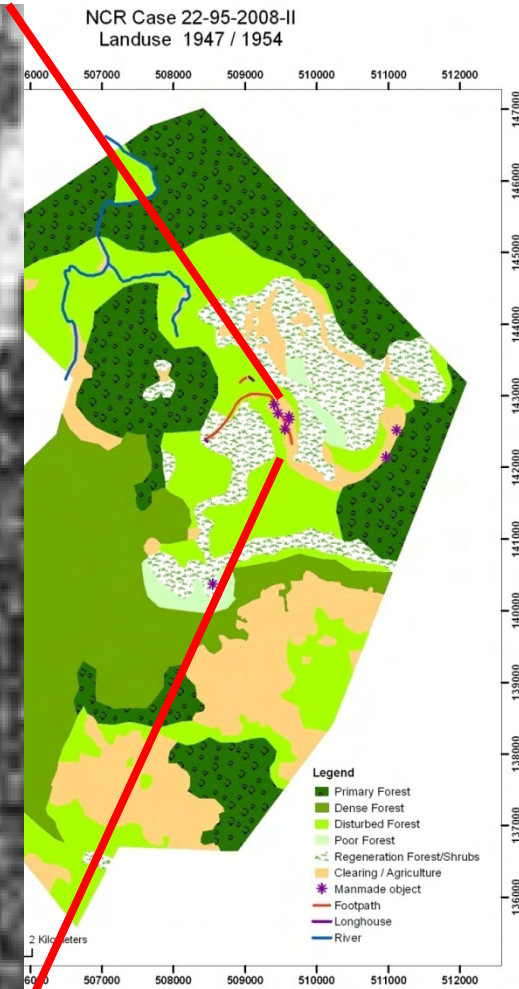 NCR Case 22-95-2008-II
Landuse 1947 / 1954
6000 507000 508000 509000 510000 511000 512000
147000
146000
145000
144000
143000
142000
141000
140000
139000
138000
137000
136000
Legend
Primary Forest
Dense Forest
Disturbed Forest
Poor Forest
Regeneration Forest/Shrubs
Clearing / Agriculture
Manmade object
Footpath
Longhouse
River
2
6000 507000 508000 509000 510000 511000 512000